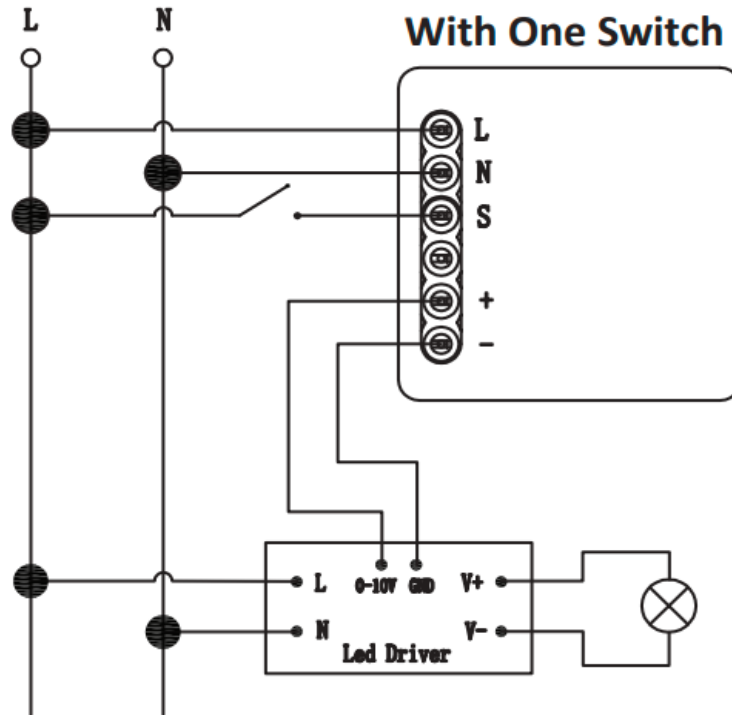 L N
With One Switch
L
N
S
+
-
L 0-10V GND V+
N V-
Led Driver